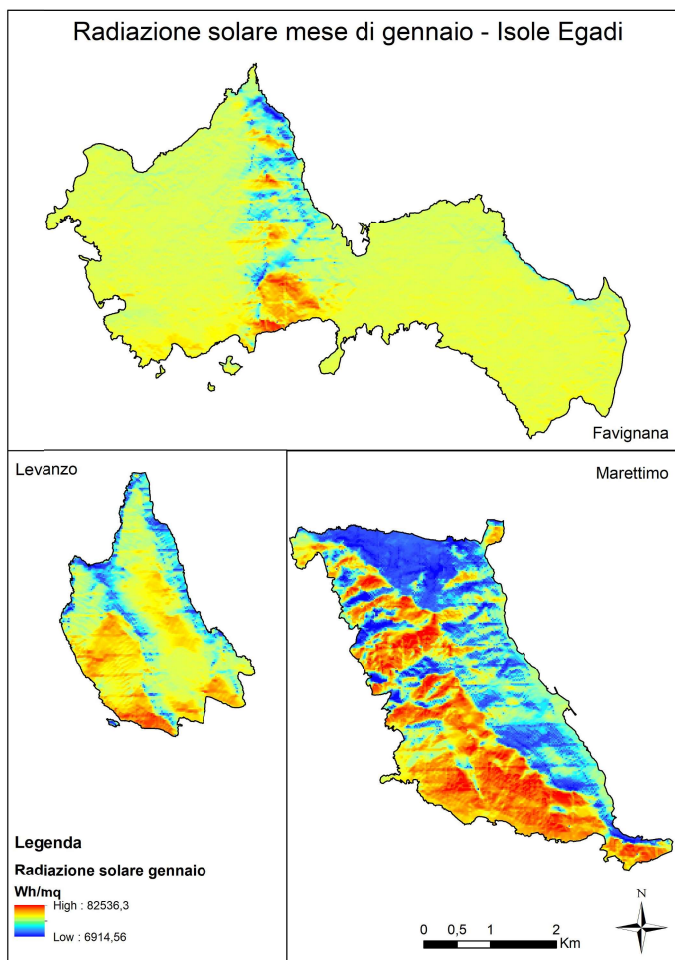 Radiazione solare mese di gennaio - Isole Egadi
Favignana
Levanzo
Marettimo
Legenda
Radiazione solare gennaio
Wh/mq
High : 82536,3
Low : 6914,56
N
0 0,5 1 2
Km